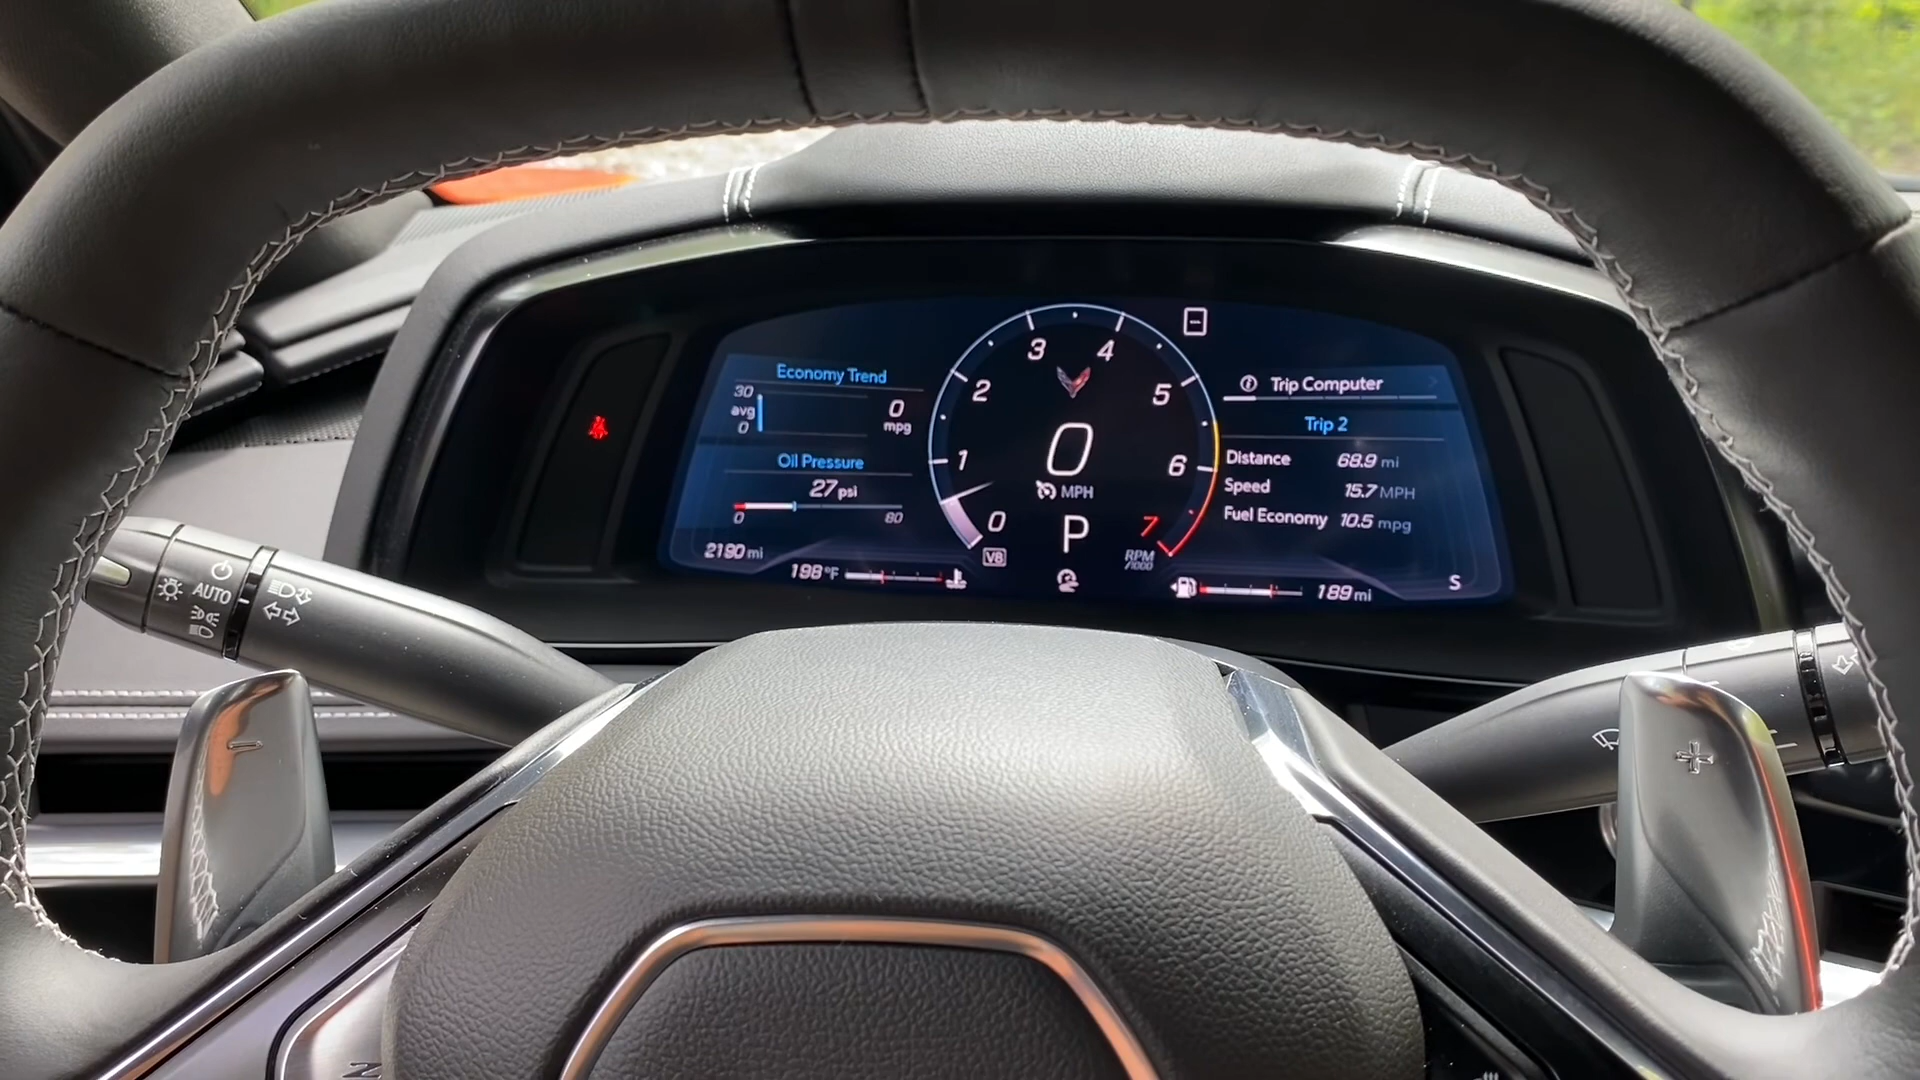 Economy Trend
30
avg
0
0
mpg
Oil Pressure
27 psi
0
80
2190 mi
198 °F
0
1
2
3
4
5
6
7
0
MPH
P
V8
RPM
/1000
Trip Computer
Trip 2
Distance 68.9 mi
Speed 15.7 MPH
Fuel Economy 10.5 mpg
189 mi
S
AUTO
−
+